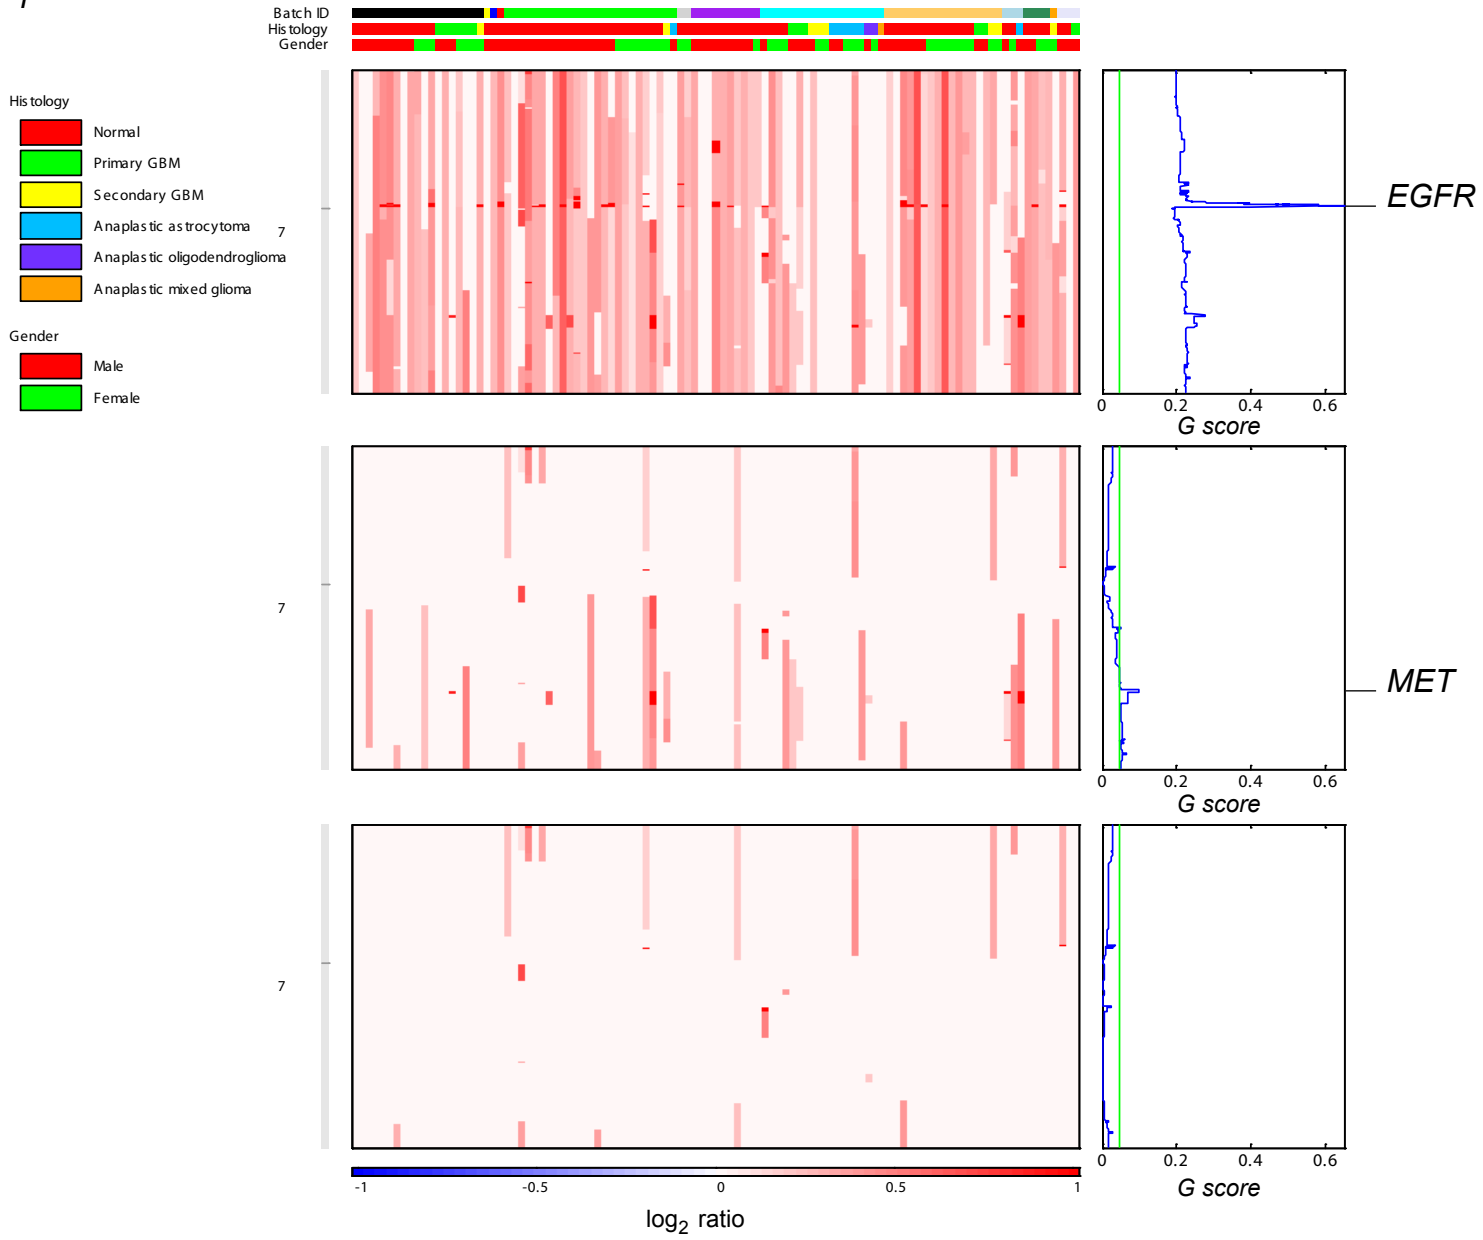 Batch ID
Histology
Gender
Histology
Normal
Primary GBM
Secondary GBM
Anaplastic astrocytoma
Anaplastic oligodendroglioma
Anaplastic mixed glioma
Gender
Male
Female
7
EGFR
0 0.2 0.4 0.6
G score
7
MET
0 0.2 0.4 0.6
G score
7
0 0.2 0.4 0.6
G score
-1 -0.5 0 0.5 1
log2 ratio